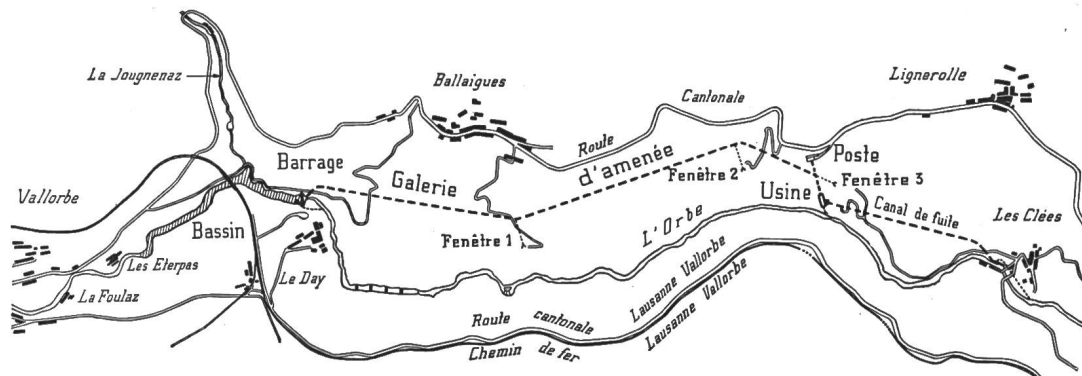 La Jougnenaz
Ballaigues
Lignerolle
Cantonale
Route
Barrage
Galerie
d'amenée
Poste
Fenêtre 2
Fenêtre 3
Usine
Vallorbe
Bassin
Fenêtre 1
L'Orbe
Canal de fuile
Les Clées
Les Eterpas
Le Day
La Foulaz
Lausanne Vallorbe
Lausanne Vallorbe
Route cantonale
Chemin de fer